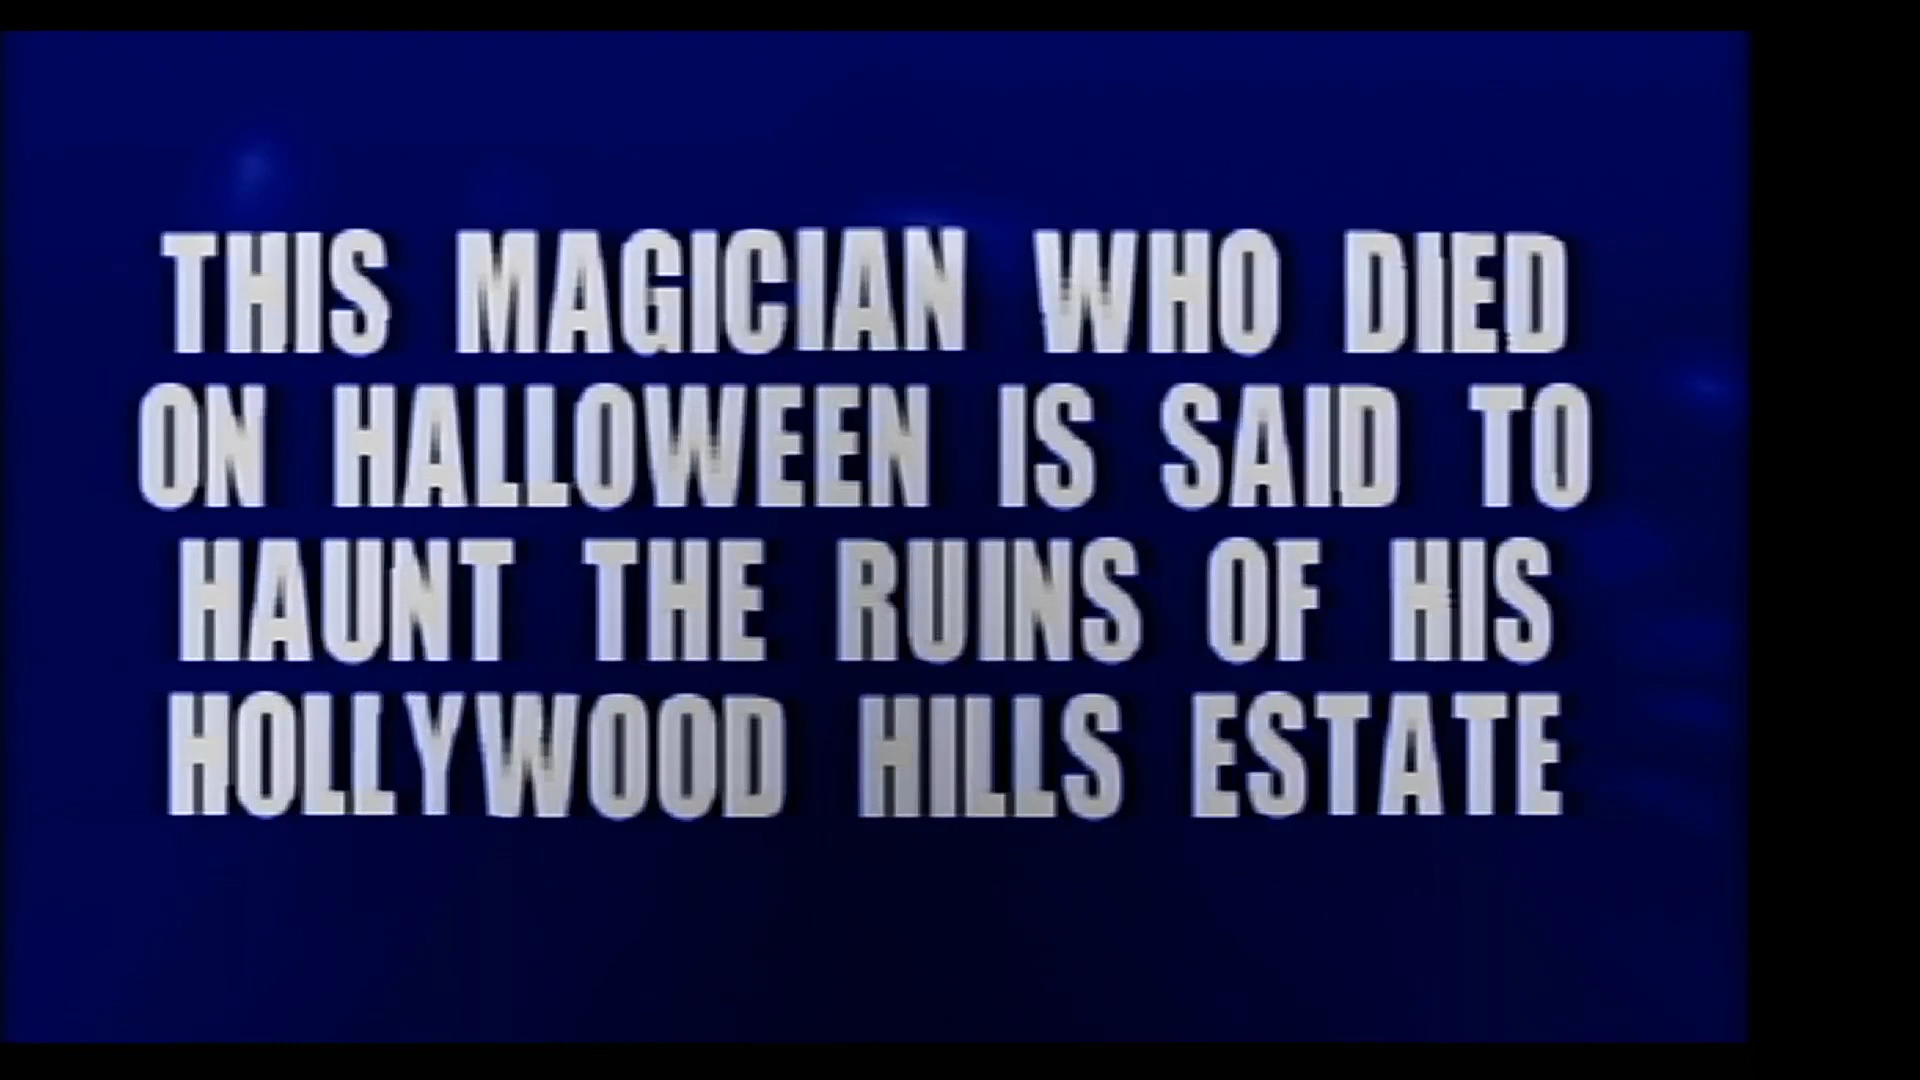 THIS MAGICIAN WHO DIED
ON HALLOWEEN IS SAID TO
HAUNT THE RUINS OF HIS
HOLLYWOOD HILLS ESTATE